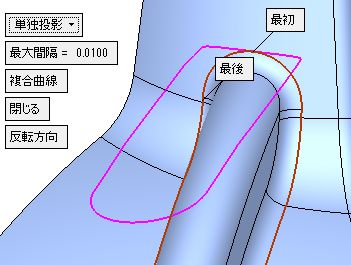 単独投影
最大間隔 = 0.0100
複合曲線
閉じる
反転方向
最初
最後